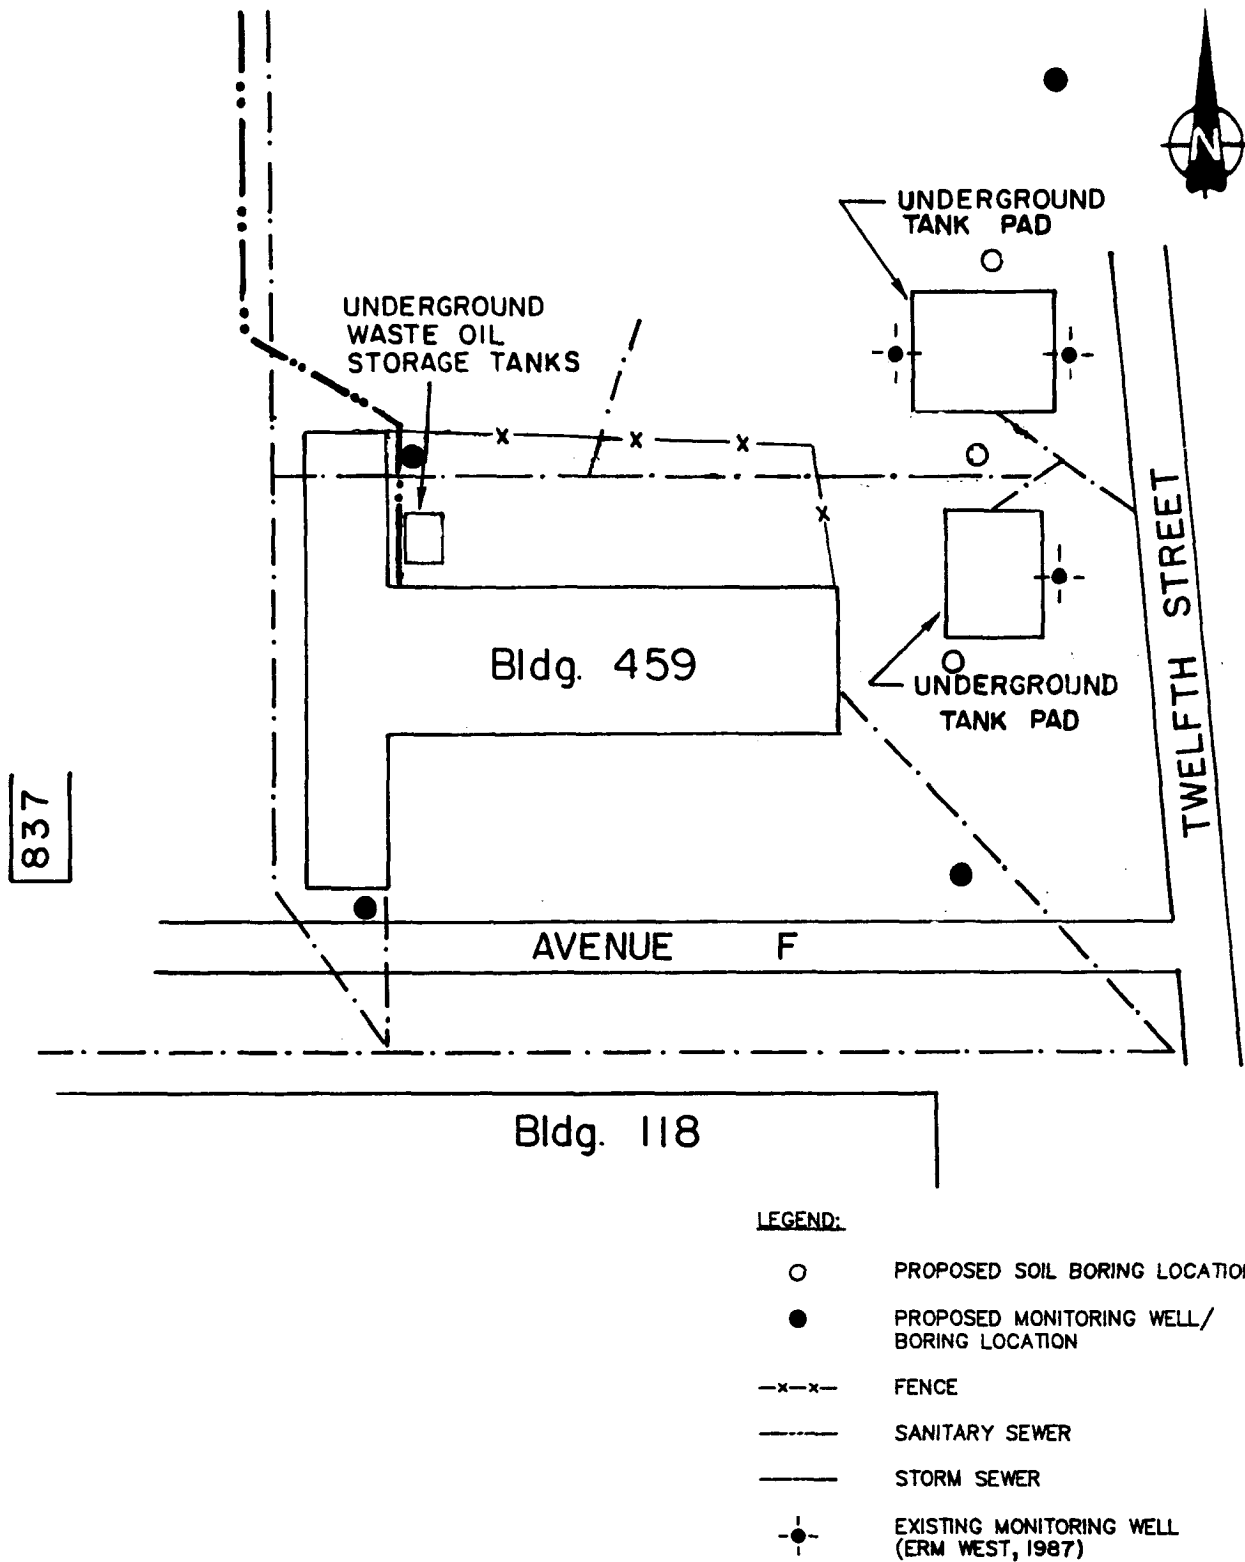 N
UNDERGROUND
TANK PAD
UNDERGROUND
WASTE OIL
STORAGE TANKS
x x x
x
TWELFTH STREET
Bldg. 459
UNDERGROUND
TANK PAD
837
AVENUE F
Bldg. 118
LEGEND:
PROPOSED SOIL BORING LOCATION
PROPOSED MONITORING WELL/
BORING LOCATION
—x—x— FENCE
SANITARY SEWER
STORM SEWER
EXISTING MONITORING WELL
(ERM WEST, 1987)